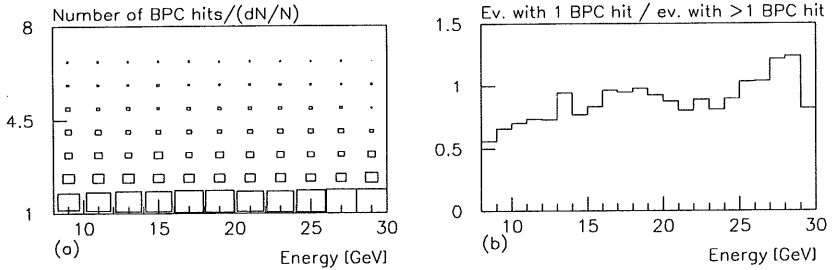 Number of BPC hits/(dN/N)
8
4.5
1
10 15 20 25 30
(a)
Energy [GeV]
Ev. with 1 BPC hit / ev. with >1 BPC hit
1.5
1
0.5
0
10 15 20 25 30
(b)
Energy [GeV]